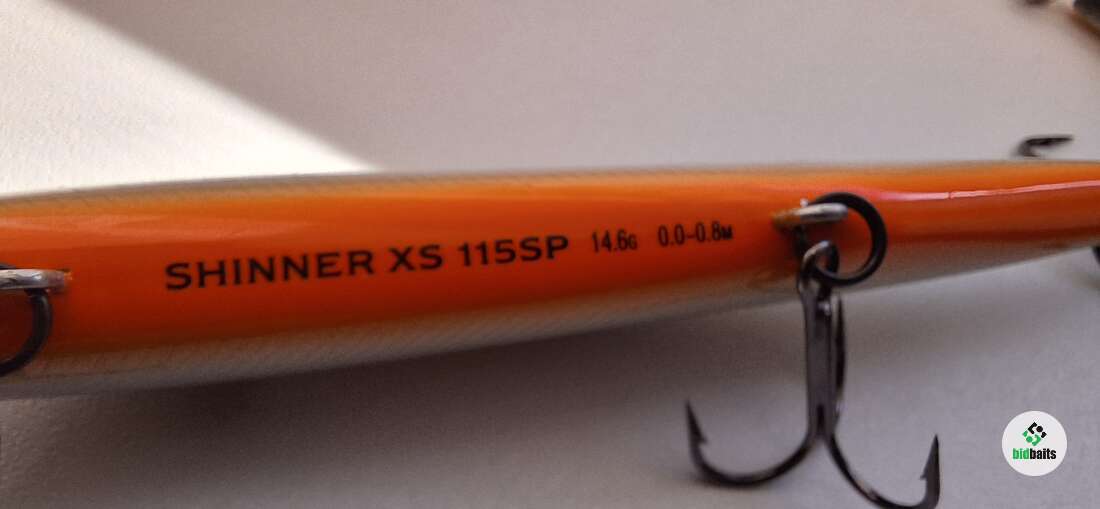 SHINNER XS 115SP 14.6G 0.0-0.8M
bidbaits